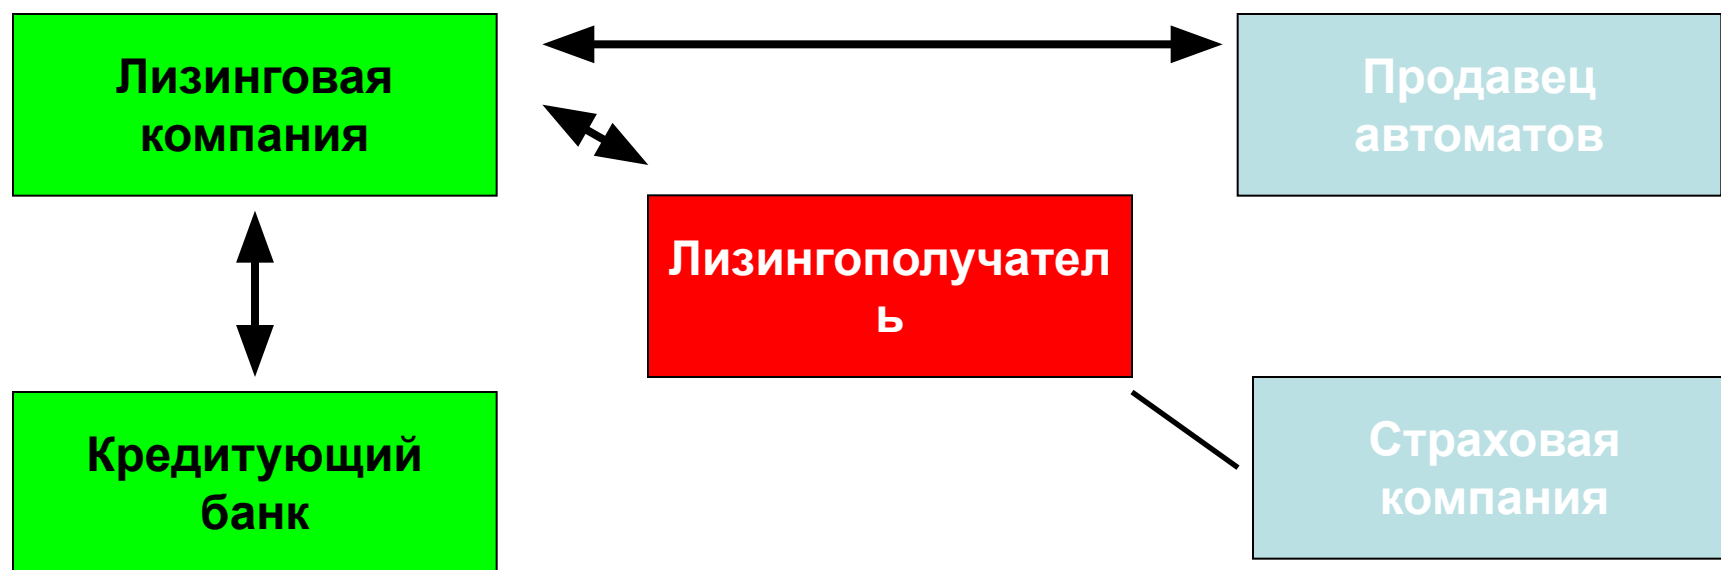 Лизинговая
компания
Продавец
автоматов
Лизингополучател
ь
Кредитующий
банк
Страховая
компания